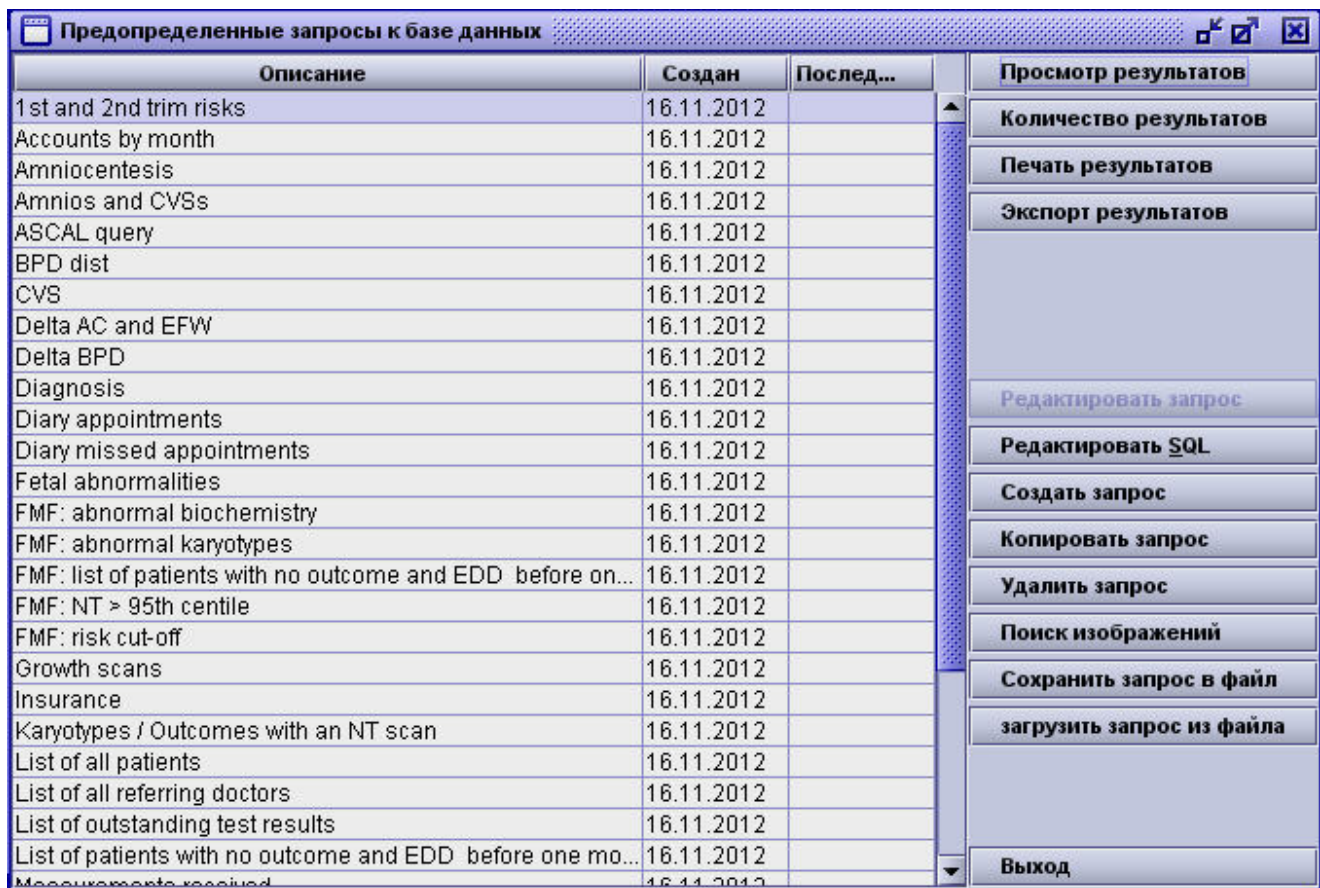 Предопределенные запросы к базе данных
Описание Создан Послед...
1st and 2nd trim risks 16.11.2012
Accounts by month 16.11.2012
Amniocentesis 16.11.2012
Amnios and CVSs 16.11.2012
ASCAL query 16.11.2012
BPD dist 16.11.2012
CVS 16.11.2012
Delta AC and EFW 16.11.2012
Delta BPD 16.11.2012
Diagnosis 16.11.2012
Diary appointments 16.11.2012
Diary missed appointments 16.11.2012
Fetal abnormalities 16.11.2012
FMF: abnormal biochemistry 16.11.2012
FMF: abnormal karyotypes 16.11.2012
FMF: list of patients with no outcome and EDD before on... 16.11.2012
FMF: NT > 95th centile 16.11.2012
FMF: risk cut-off 16.11.2012
Growth scans 16.11.2012
Insurance 16.11.2012
Karyotypes / Outcomes with an NT scan 16.11.2012
List of all patients 16.11.2012
List of all referring doctors 16.11.2012
List of outstanding test results 16.11.2012
List of patients with no outcome and EDD before one mo... 16.11.2012
Measurements received 16.11.2012
Просмотр результатов
Количество результатов
Печать результатов
Экспорт результатов
Редактировать запрос
Редактировать SQL
Создать запрос
Копировать запрос
Удалить запрос
Поиск изображений
Сохранить запрос в файл
загрузить запрос из файла
Выход